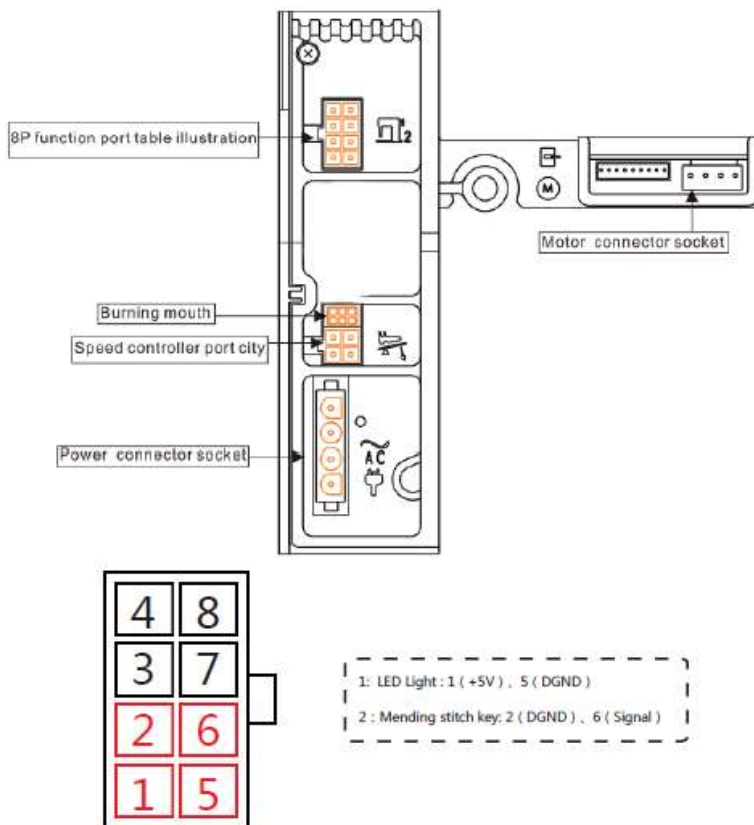 8P function port table illustration
2
M
Motor connector socket
Burning mouth
Speed controller port city
Power connector socket
AC
4 8
3 7
2 6
1 5
1: LED Light : 1 ( +5V ) 、5 ( DGND )
2 : Mending stitch key: 2 ( DGND ) 、6 ( Signal )